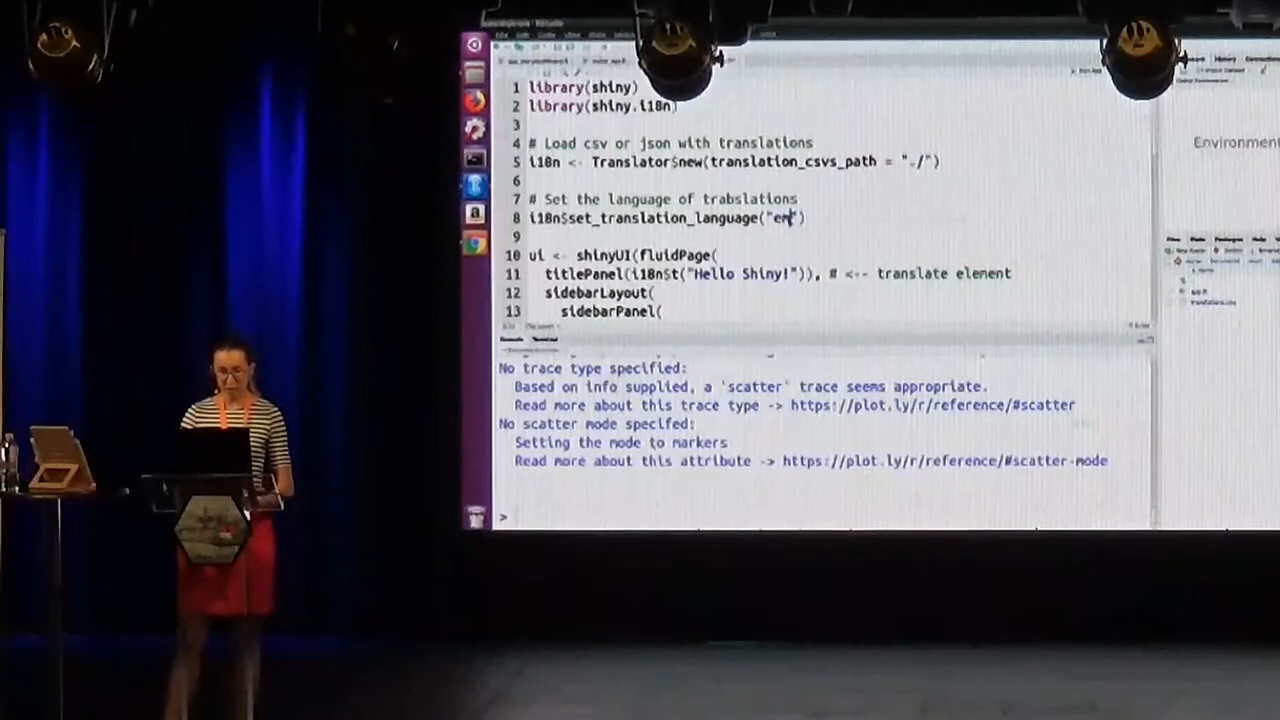 1 library(shiny)
2 library(shiny.i18n)
3
4 # Load csv or json with translations
5 i18n <- Translator$new(translation_csvs_path = "./")
6
7 # Set the language of trabslations
8 i18n$set_translation_language("en")
9
10 ui <- shinyUI(fluidPage(
11 titlePanel(i18n$t("Hello Shiny!")), # <-- translate element
12 sidebarLayout(
13 sidebarPanel(
Console Terminal
No trace type specified:
Based on info supplied, a 'scatter' trace seems appropriate.
Read more about this trace type -> https://plot.ly/r/reference/#scatter
No scatter mode specifed:
Setting the mode to markers
Read more about this attribute -> https://plot.ly/r/reference/#scatter-mode
>
Environment